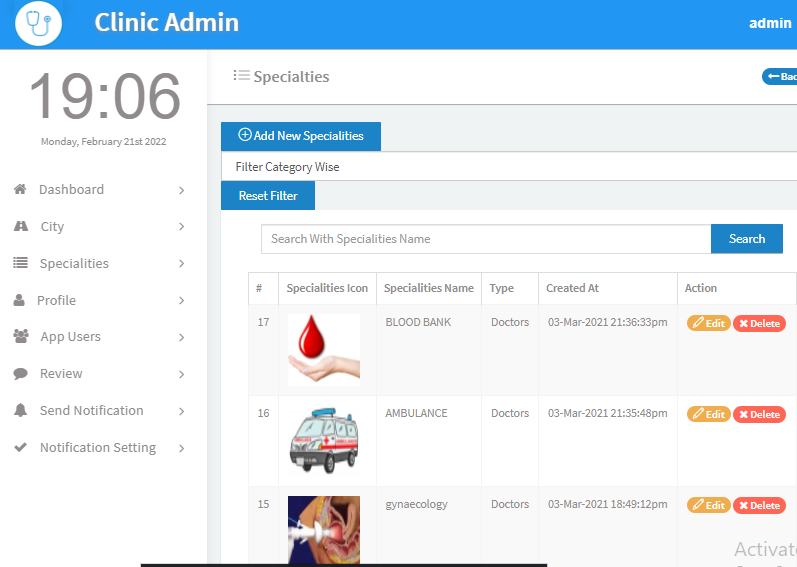 Clinic Admin
admin
19:06
Monday, February 21st 2022
Dashboard
City
Specialities
Profile
App Users
Review
Send Notification
Notification Setting
Specialties
Bac
Add New Specialities
Filter Category Wise
Reset Filter
Search With Specialities Name
Search
# Specialities Icon Specialities Name Type Created At Action
17 BLOOD BANK Doctors 03-Mar-2021 21:36:33pm Edit Delete
16 AMBULANCE Doctors 03-Mar-2021 21:35:48pm Edit Delete
15 gynaecology Doctors 03-Mar-2021 18:49:12pm Edit Delete
Activat